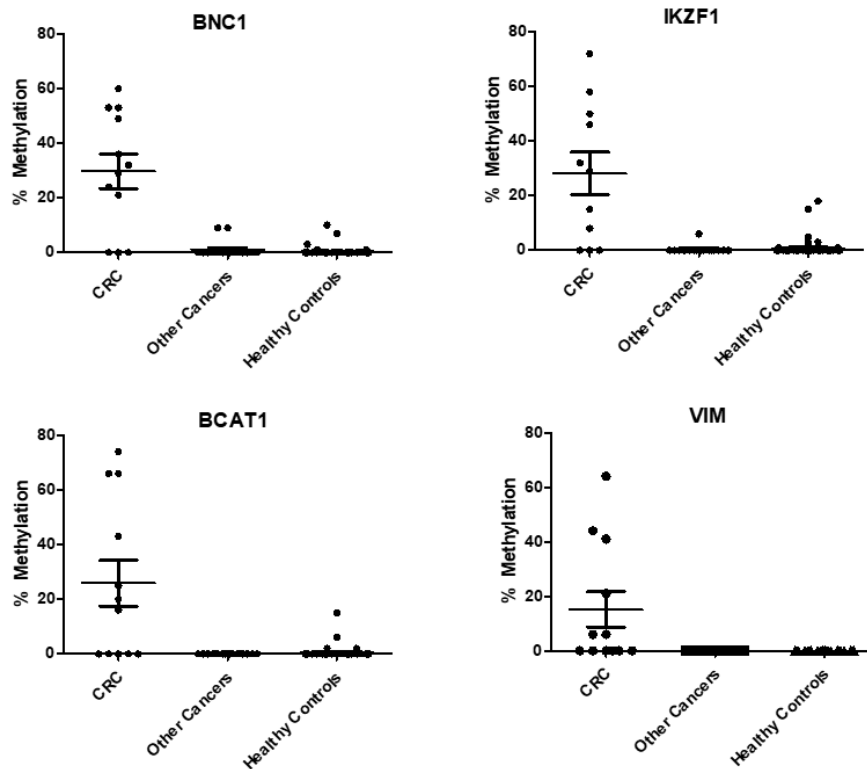 BNC1
80
60
40
20
0
% Methylation
CRC
Other Cancers
Healthy Controls
IKZF1
80
60
40
20
0
% Methylation
CRC
Other Cancers
Healthy Controls
BCAT1
80
60
40
20
0
% Methylation
CRC
Other Cancers
Healthy Controls
VIM
80
60
40
20
0
% Methylation
CRC
Other Cancers
Healthy Controls